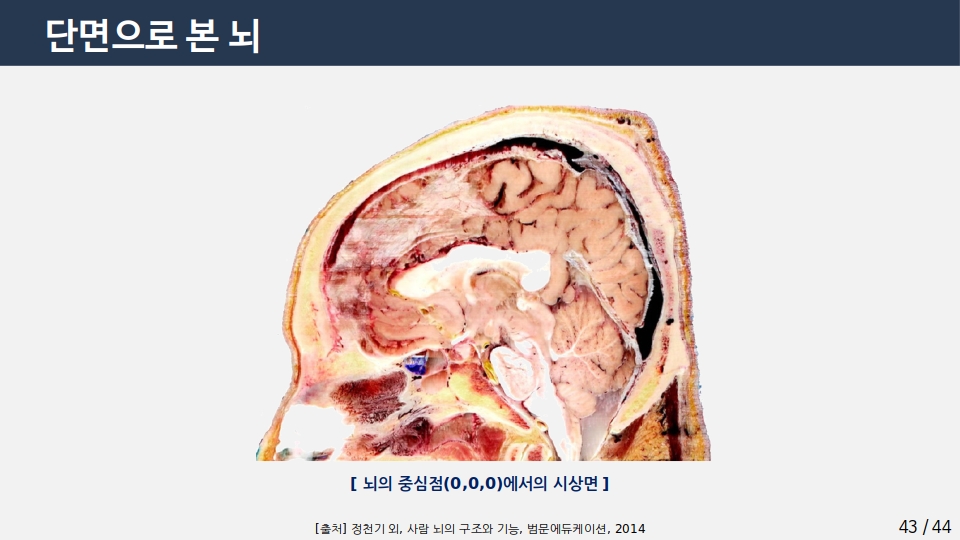 단면으로 본 뇌
[ 뇌의 중심점(0,0,0)에서의 시상면 ]
[출처] 정천기 외, 사람 뇌의 구조와 기능, 범문에듀케이션, 2014
43 / 44